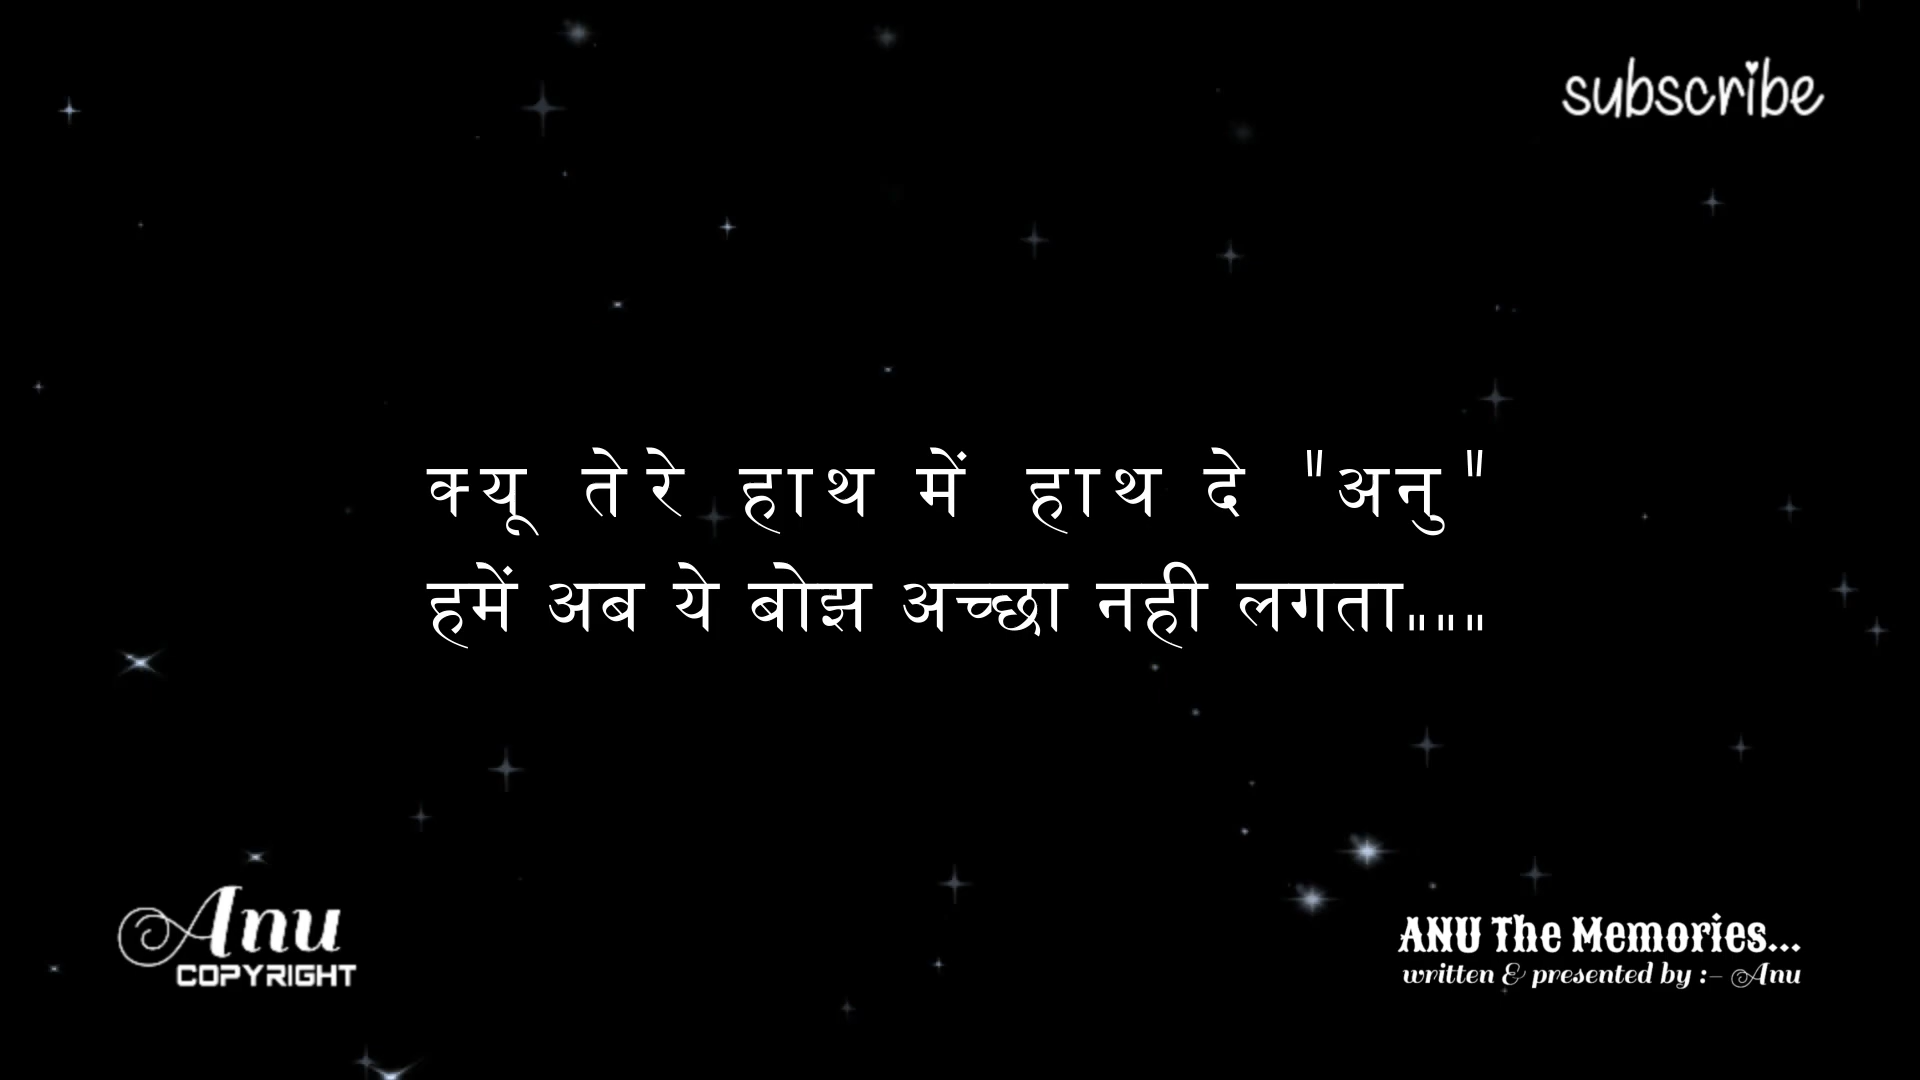 subscribe
क्यू तेरे हाथ में हाथ दे "अनु"
हमें अब ये बोझ अच्छा नही लगता"""
Anu
COPYRIGHT
ANU The Memories...
written & presented by :- Anu